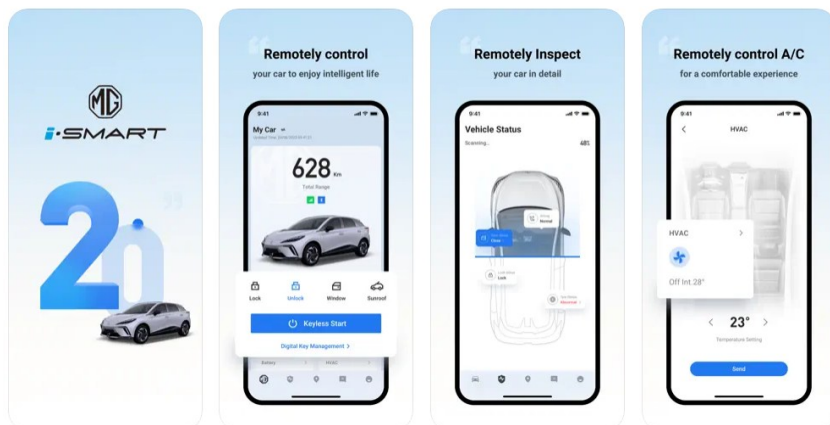 MG
i-SMART
2.0
Remotely control
your car to enjoy intelligent life
9:41
My Car
628 Km
Total Range
Lock
Unlock
Window
Sunroof
Keyless Start
Digital Key Management >
Battery
HVAC
Remotely Inspect
your car in detail
9:41
Vehicle Status
Scanning...
48%
Normal
Lock
Remotely control A/C
for a comfortable experience
9:41
HVAC
HVAC
Off Int.28°
23°
Temperature Setting
Send